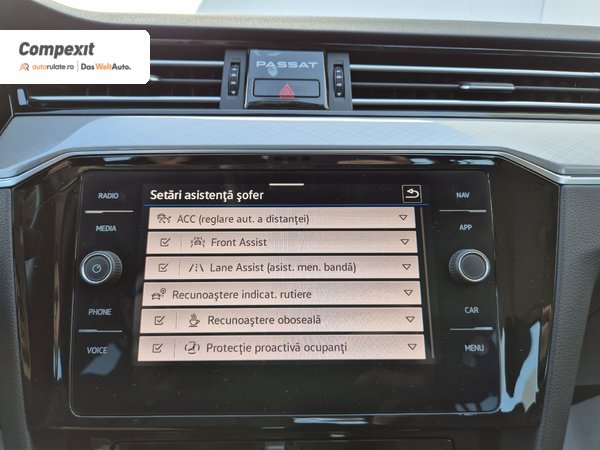 Compexit
AR autorulate.ro | Das WeltAuto.
PASSAT
RADIO
MEDIA
PHONE
VOICE
Setări asistenţă şofer
ACC (reglare aut. a distanţei)
Front Assist
Lane Assist (asist. men. bandă)
Recunoaştere indicat. rutiere
Recunoaştere oboseală
Protecţie proactivă ocupanţi
NAV
APP
CAR
MENU